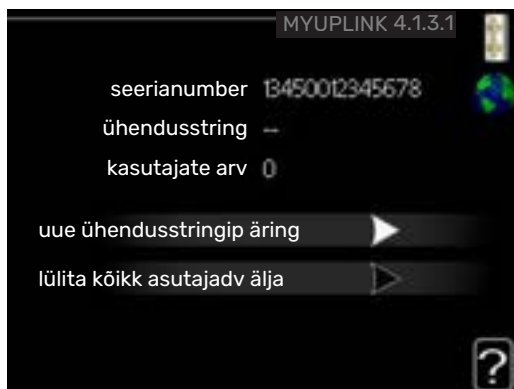 MYUPLINK 4.1.3.1
seerianumber 13450012345678
ühendusstring --
kasutajate arv 0
uue ühendusstringip äring
lülita kõikk asutajadv älja
?